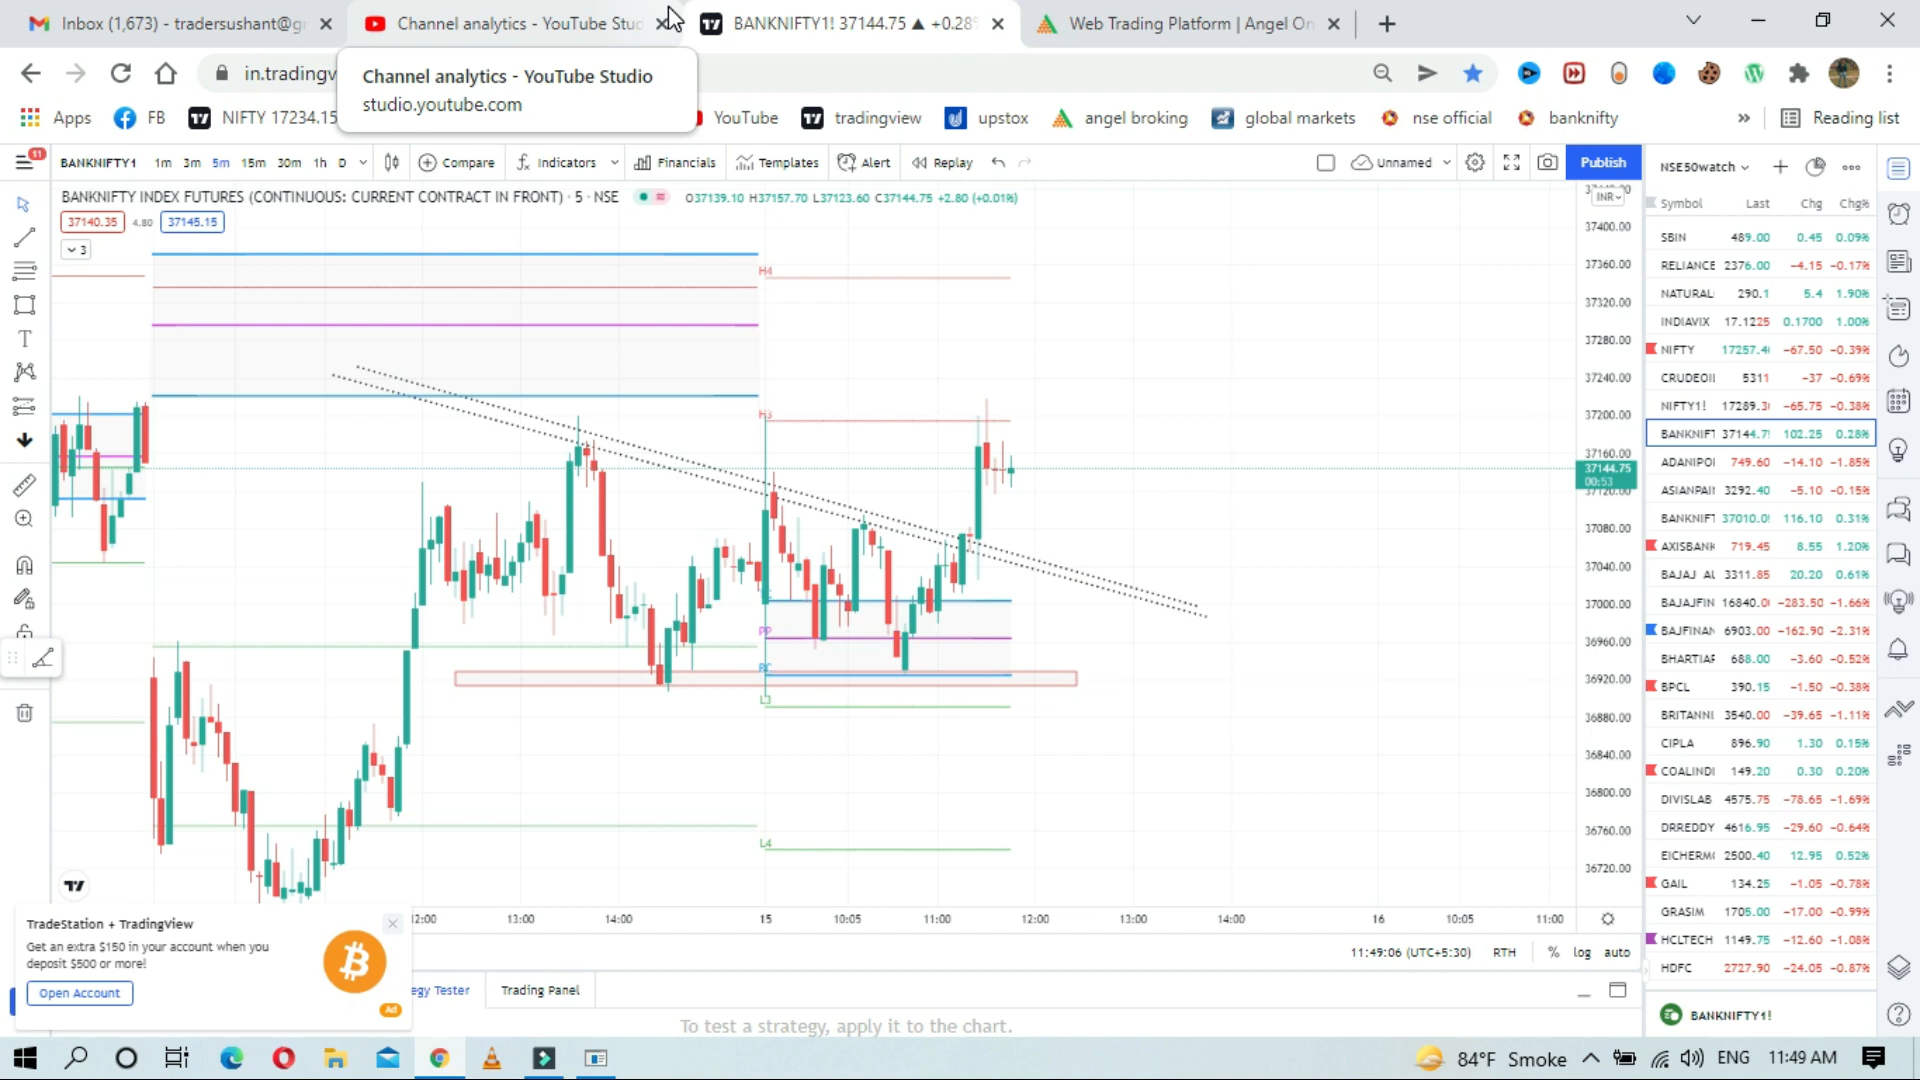 Inbox (1,673) - tradersushant@g
Channel analytics - YouTube Stud
BANKNIFTY1! 37144.75 ▲ +0.28%
Web Trading Platform | Angel On
in.tradingv
Channel analytics - YouTube Studio
studio.youtube.com
Apps
FB
NIFTY 17234.15
YouTube
tradingview
upstox
angel broking
global markets
nse official
banknifty
»
Reading list
11
BANKNIFTY1
1m 3m 5m 15m 30m 1h D
Compare
Indicators
Financials
Templates
Alert
Replay
Unnamed
Publish
NSE50watch
BANKNIFTY INDEX FUTURES (CONTINUOUS: CURRENT CONTRACT IN FRONT) · 5 · NSE
O37139.10 H37157.70 L37123.60 C37144.75 +2.80 (+0.01%)
INR
37140.35 4.80 37145.15
3
Symbol Last Chg Chg%
SBIN 489.00 0.45 0.09%
RELIANCE 2376.00 -4.15 -0.17%
NATURAL 290.1 5.4 1.90%
INDIAVIX 17.1225 0.1700 1.00%
NIFTY 17257.4 -67.50 -0.39%
CRUDEOI 5311 -37 -0.69%
NIFTY1! 17289.3 -65.75 -0.38%
BANKNIFT 37144.7 102.25 0.28%
ADANIPO 749.60 -14.10 -1.85%
ASIANPAI 3292.40 -5.10 -0.15%
BANKNIFT 37010.0 116.10 0.31%
AXISBANK 719.45 8.55 1.20%
BAJAJ AU 3311.85 20.20 0.61%
BAJAJFIN 16840.0 -283.50 -1.66%
BAJFINAN 6903.00 -162.90 -2.31%
BHARTIAR 688.00 -3.60 -0.52%
BPCL 390.15 -1.50 -0.38%
BRITANNI 3540.00 -39.65 -1.11%
CIPLA 896.90 1.30 0.15%
COALINDI 149.20 0.30 0.20%
DIVISLAB 4575.75 -78.65 -1.69%
DRREDDY 4616.95 -29.60 -0.64%
EICHERM 2500.40 12.95 0.52%
GAIL 134.25 -1.05 -0.78%
GRASIM 1705.00 -17.00 -0.99%
HCLTECH 1149.75 -12.60 -1.08%
HDFC 2727.90 -24.05 -0.87%
BANKNIFTY1!
37400.00
37360.00
37320.00
37280.00
37240.00
37200.00
37160.00
37144.75
00:53
37120.00
37080.00
37040.00
37000.00
36960.00
36920.00
36880.00
36840.00
36800.00
36760.00
36720.00
H4
H3
PP
BC
L3
L4
12:00 13:00 14:00 15 10:05 11:00 12:00 13:00 14:00 16 10:05 11:00
11:49:06 (UTC+5:30) RTH % log auto
TradeStation + TradingView
Get an extra $150 in your account when you
deposit $500 or more!
Open Account
Ad
egy Tester
Trading Panel
To test a strategy, apply it to the chart.
84°F Smoke
ENG
11:49 AM